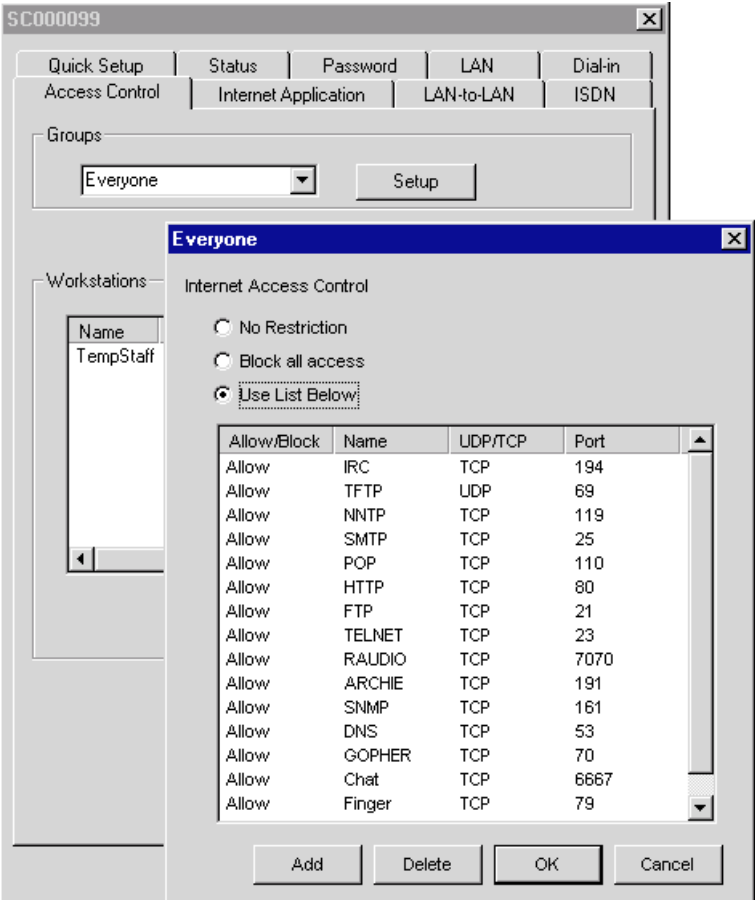 SC000099
Quick Setup Status Password LAN Dial-in
Access Control Internet Application LAN-to-LAN ISDN
Groups
Everyone Setup
Everyone
Workstations
Name
TempStaff
Internet Access Control
No Restriction
Block all access
Use List Below
Allow/Block Name UDP/TCP Port
Allow IRC TCP 194
Allow TFTP UDP 69
Allow NNTP TCP 119
Allow SMTP TCP 25
Allow POP TCP 110
Allow HTTP TCP 80
Allow FTP TCP 21
Allow TELNET TCP 23
Allow RAUDIO TCP 7070
Allow ARCHIE TCP 191
Allow SNMP TCP 161
Allow DNS TCP 53
Allow GOPHER TCP 70
Allow Chat TCP 6667
Allow Finger TCP 79
Add Delete OK Cancel